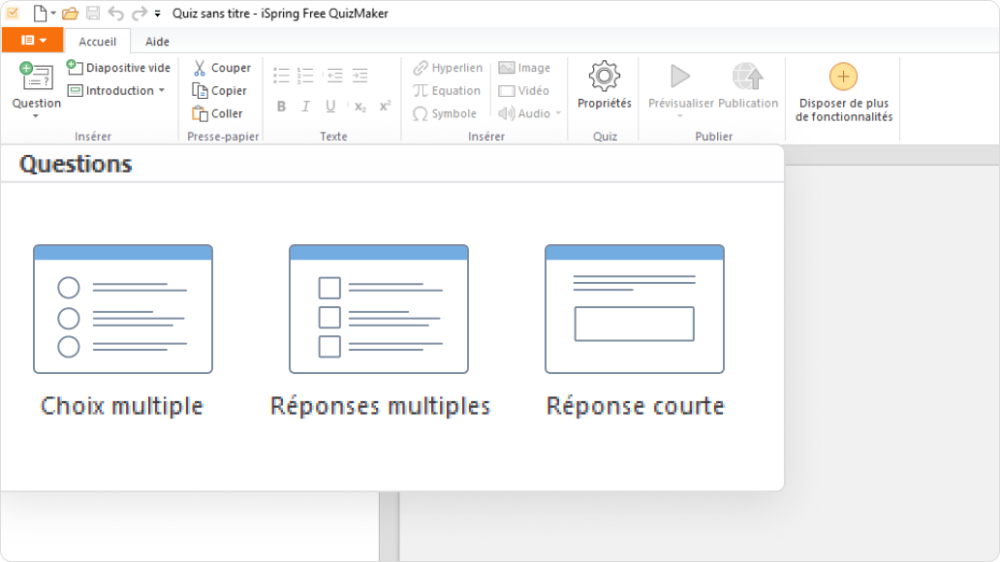 Quiz sans titre - iSpring Free QuizMaker
Accueil Aide
Question
Diapositive vide
Introduction
Insérer
Couper
Copier
Coller
Presse-papier
B I U X₂ X²
Texte
Hyperlien
Equation
Symbole
Image
Vidéo
Audio
Insérer
Propriétés
Quiz
Prévisualiser Publication
Publier
Disposer de plus
de fonctionnalités
Questions
Choix multiple
Réponses multiples
Réponse courte